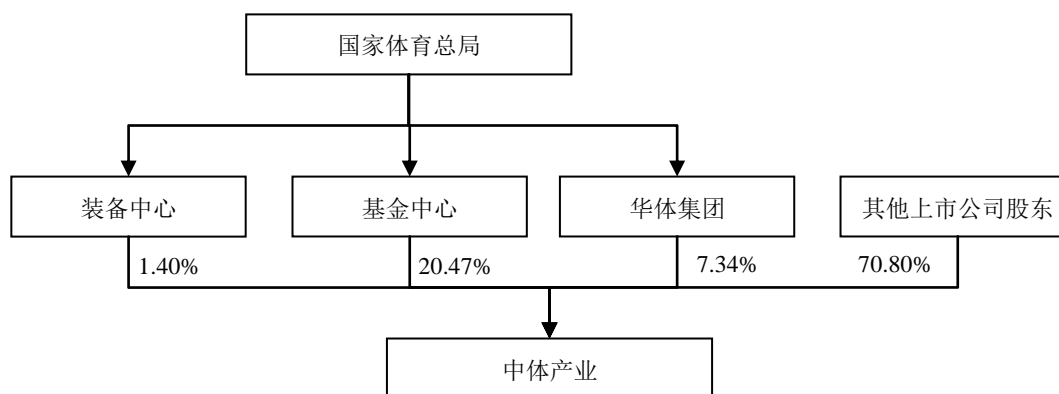 国家体育总局
装备中心
基金中心
华体集团
其他上市公司股东
1.40%
20.47%
7.34%
70.80%
中体产业